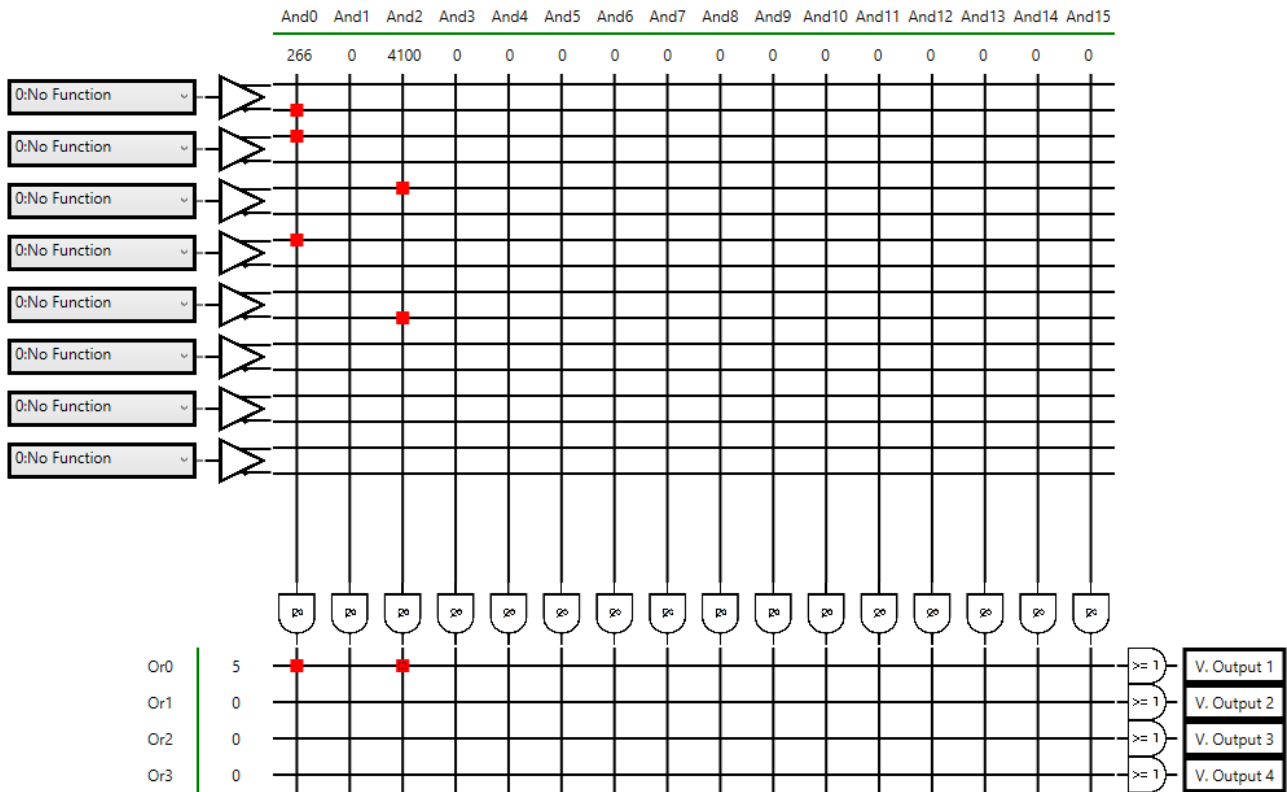 And0 And1 And2 And3 And4 And5 And6 And7 And8 And9 And10 And11 And12 And13 And14 And15
266 0 4100 0 0 0 0 0 0 0 0 0 0 0 0 0
0:No Function
0:No Function
0:No Function
0:No Function
0:No Function
0:No Function
0:No Function
0:No Function
& & & & & & & & & & & & & & & &
Or0 5 >= 1 V. Output 1
Or1 0 >= 1 V. Output 2
Or2 0 >= 1 V. Output 3
Or3 0 >= 1 V. Output 4